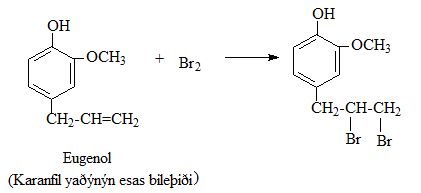 OH
OCH3
+ Br2
CH2-CH=CH2
Eugenol
(Karanfil yaðýnýn esas bileþiði)
OH
OCH3
CH2-CH-CH2
Br Br